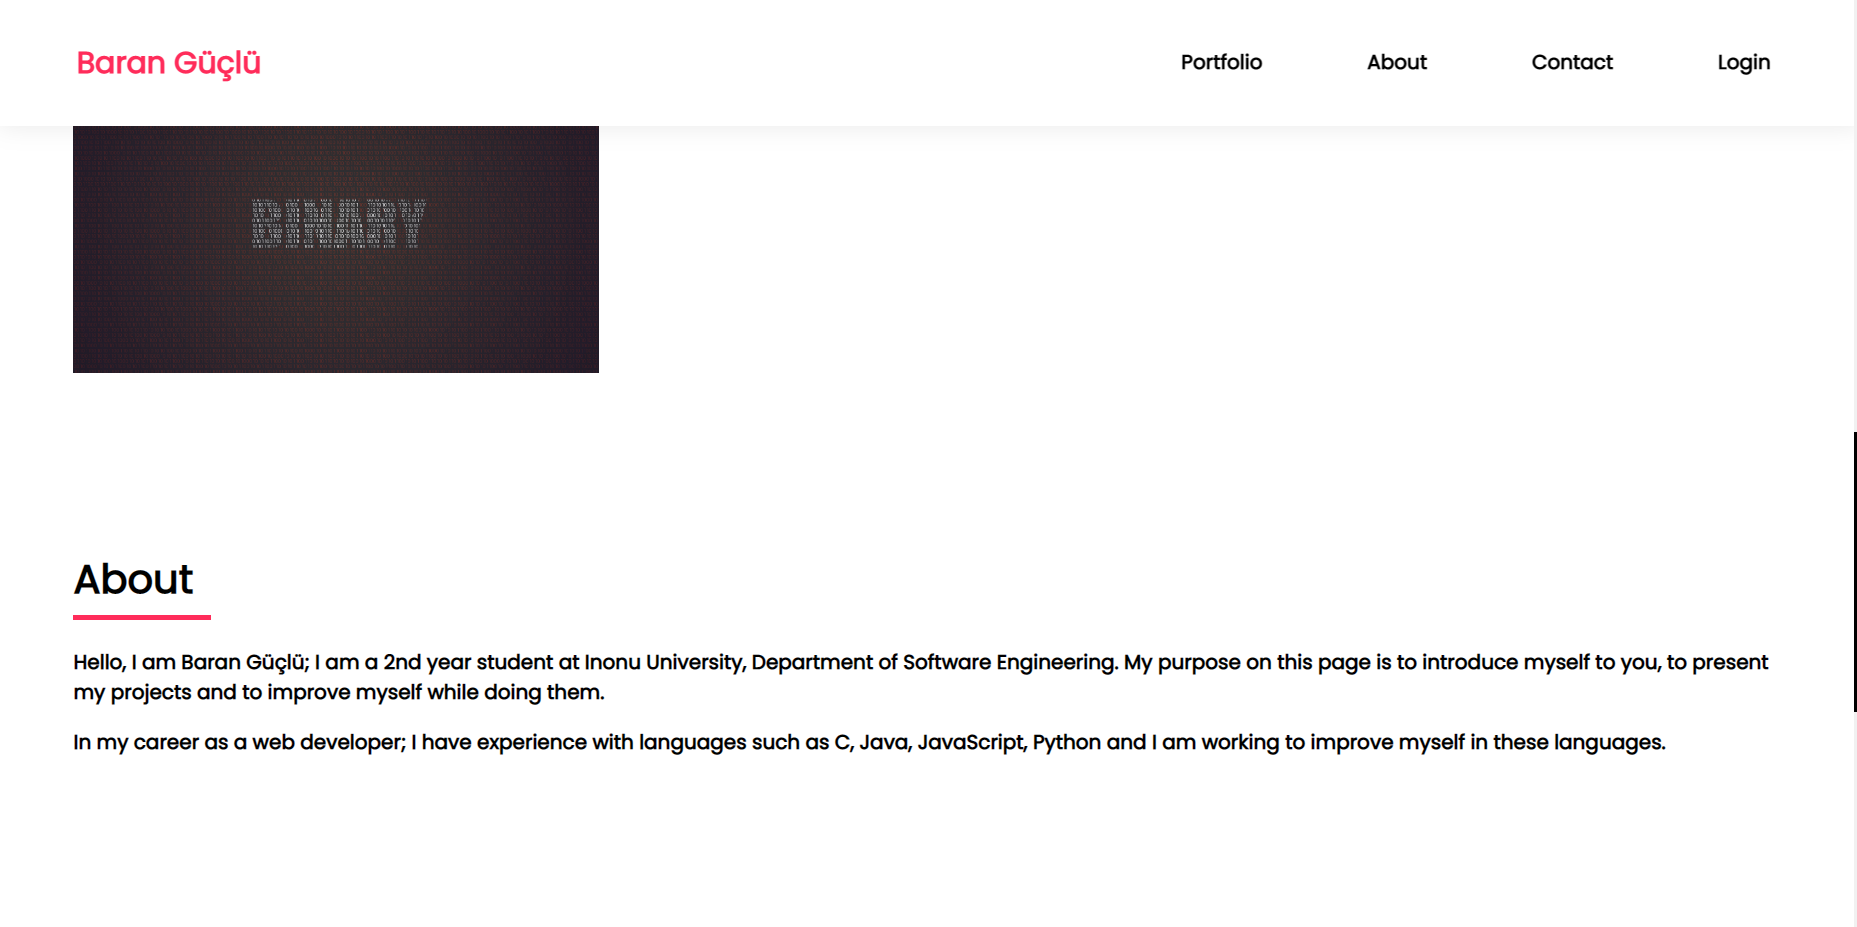 Baran Güçlü
Portfolio
About
Contact
Login
BINARY
About
Hello, I am Baran Güçlü; I am a 2nd year student at Inonu University, Department of Software Engineering. My purpose on this page is to introduce myself to you, to present
my projects and to improve myself while doing them.
In my career as a web developer; I have experience with languages such as C, Java, JavaScript, Python and I am working to improve myself in these languages.